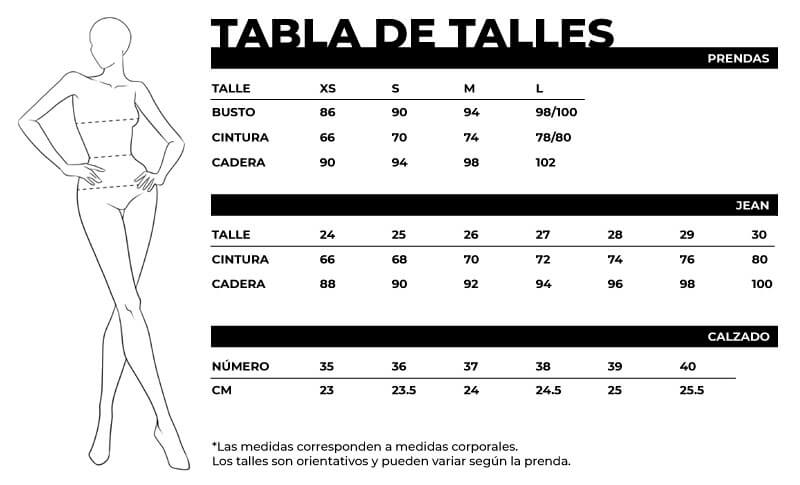 TABLA DE TALLES
PRENDAS
TALLE XS S M L
BUSTO 86 90 94 98/100
CINTURA 66 70 74 78/80
CADERA 90 94 98 102
JEAN
TALLE 24 25 26 27 28 29 30
CINTURA 66 68 70 72 74 76 80
CADERA 88 90 92 94 96 98 100
CALZADO
NÚMERO 35 36 37 38 39 40
CM 23 23.5 24 24.5 25 25.5
*Las medidas corresponden a medidas corporales.
Los talles son orientativos y pueden variar según la prenda.